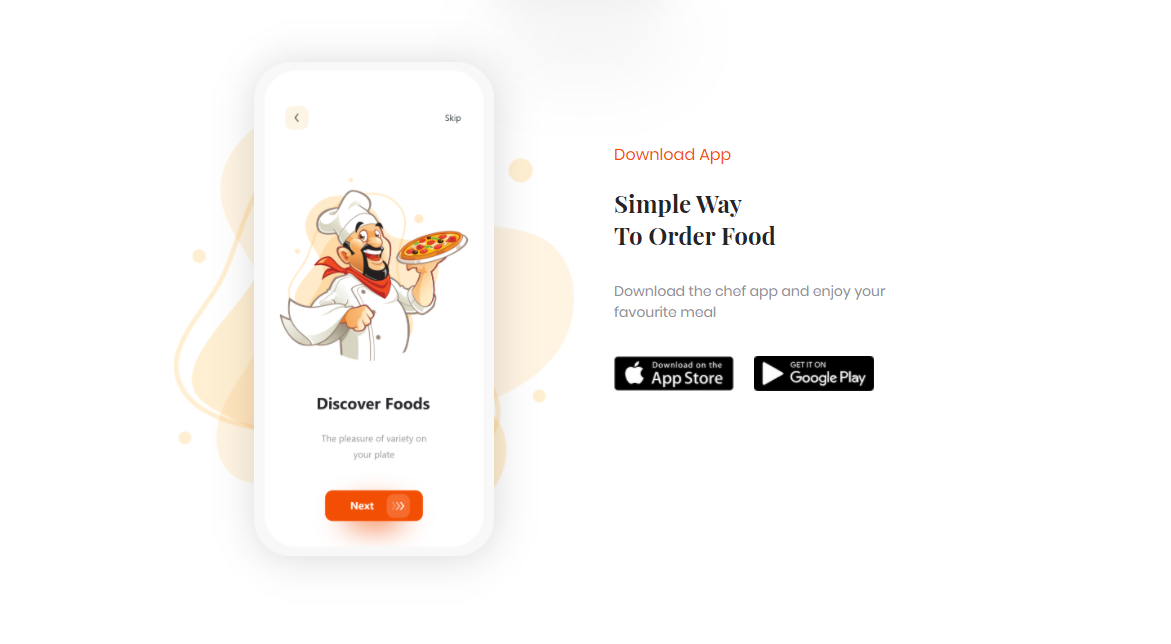 Skip
Discover Foods
The pleasure of variety on
your plate
Next
Download App
Simple Way
To Order Food
Download the chef app and enjoy your
favourite meal
Download on the
App Store
GET IT ON
Google Play